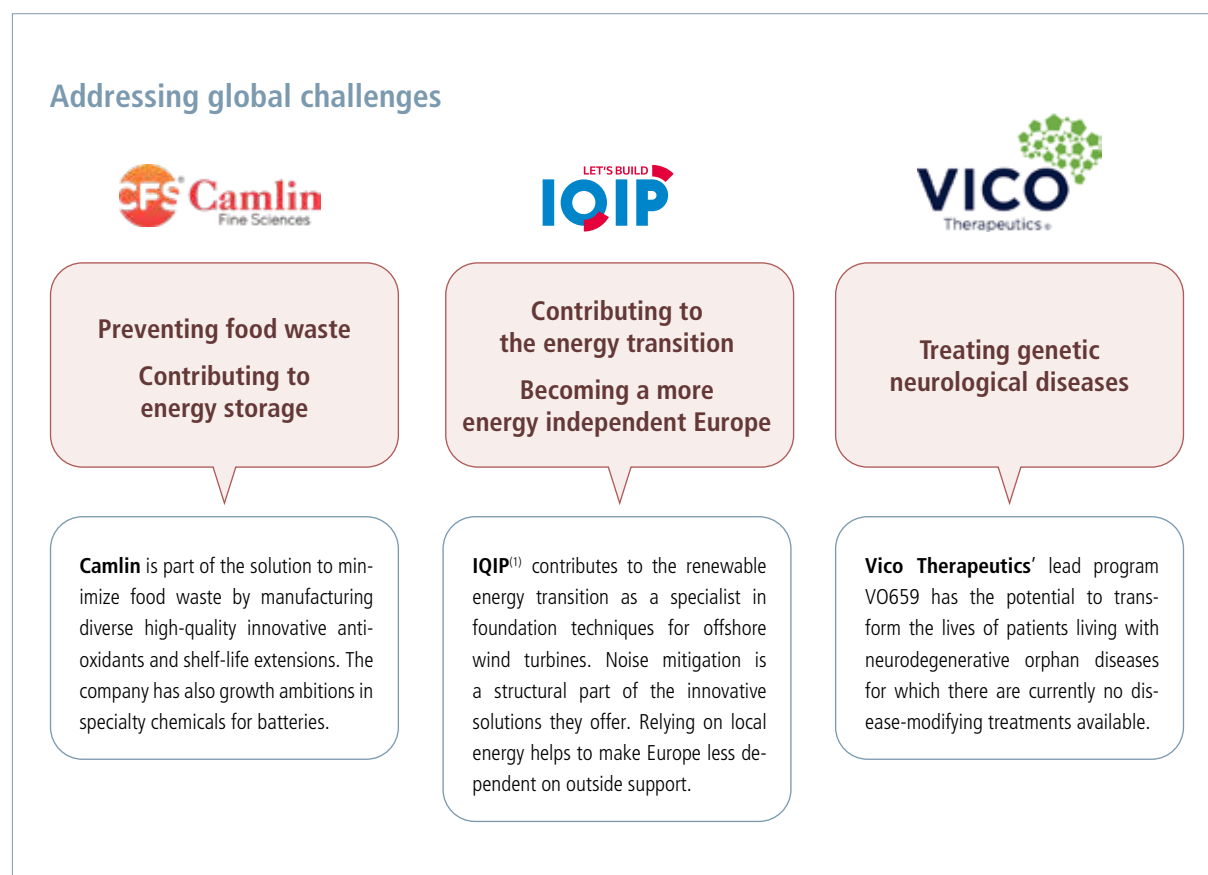 Addressing global challenges
CFS® Camlin
Fine Sciences
LET'S BUILD
IQIP
VICO
Therapeutics®
Preventing food waste
Contributing to
energy storage
Contributing to
the energy transition
Becoming a more
energy independent Europe
Treating genetic
neurological diseases
Camlin is part of the solution to min-
imize food waste by manufacturing
diverse high-quality innovative anti-
oxidants and shelf-life extensions. The
company has also growth ambitions in
specialty chemicals for batteries.
IQIP(1) contributes to the renewable
energy transition as a specialist in
foundation techniques for offshore
wind turbines. Noise mitigation is
a structural part of the innovative
solutions they offer. Relying on local
energy helps to make Europe less de-
pendent on outside support.
Vico Therapeutics’ lead program
VO659 has the potential to trans-
form the lives of patients living with
neurodegenerative orphan diseases
for which there are currently no dis-
ease-modifying treatments available.